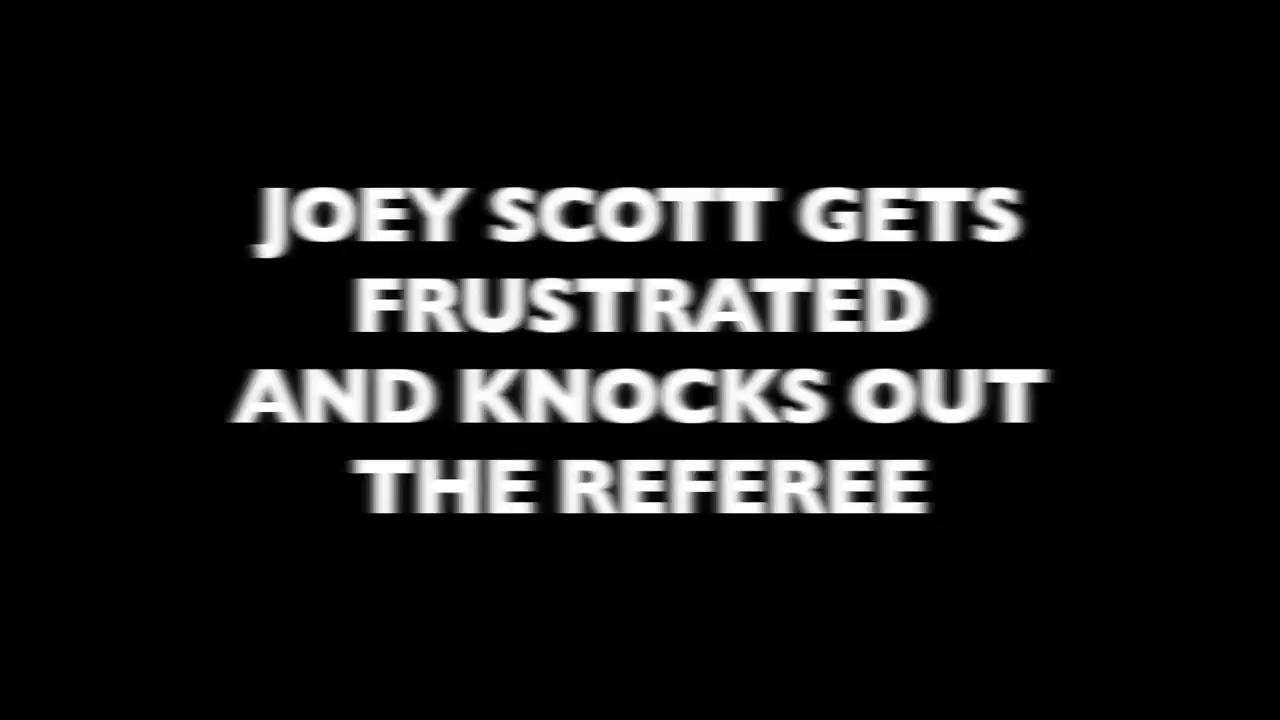 JOEY SCOTT GETS
FRUSTRATED
AND KNOCKS OUT
THE REFEREE